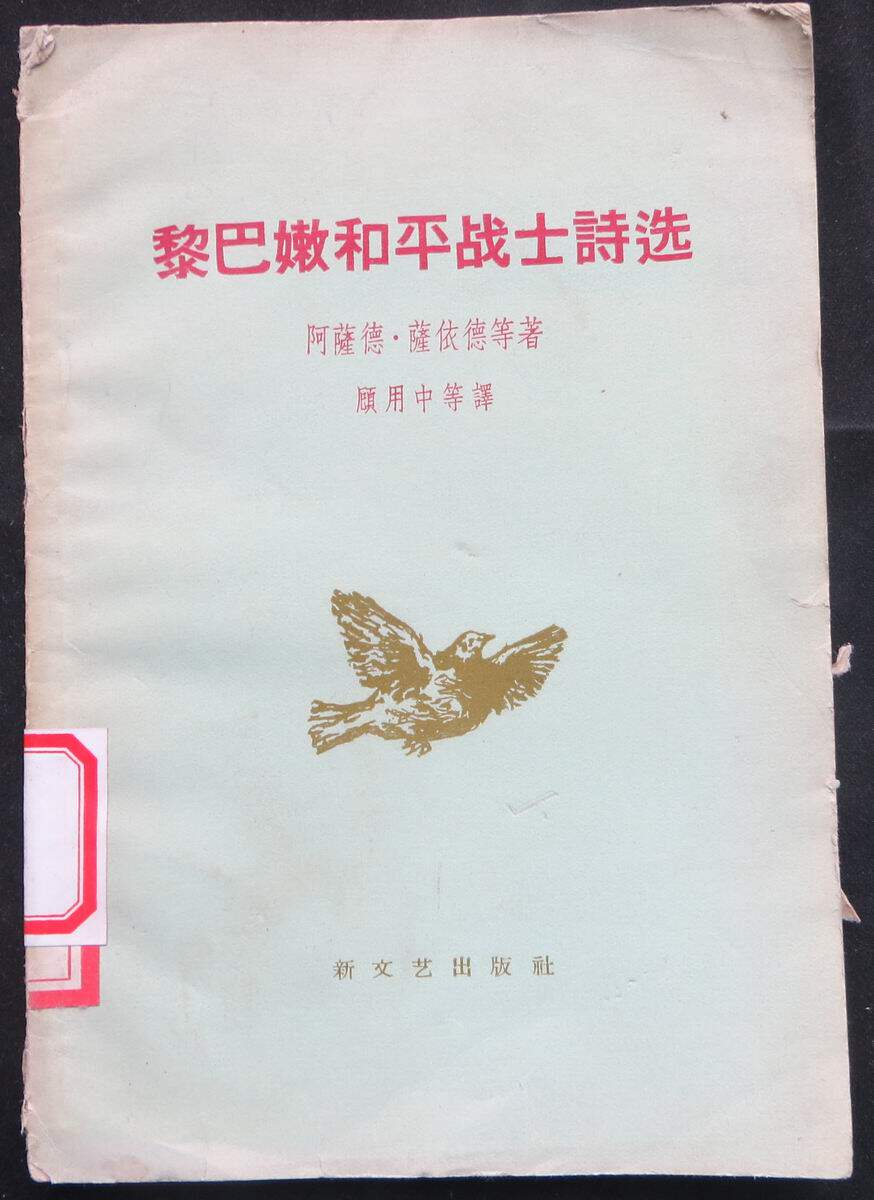 黎巴嫩和平战士詩选
阿薩德·薩依德等著
顧用中等譯
新文艺出版社